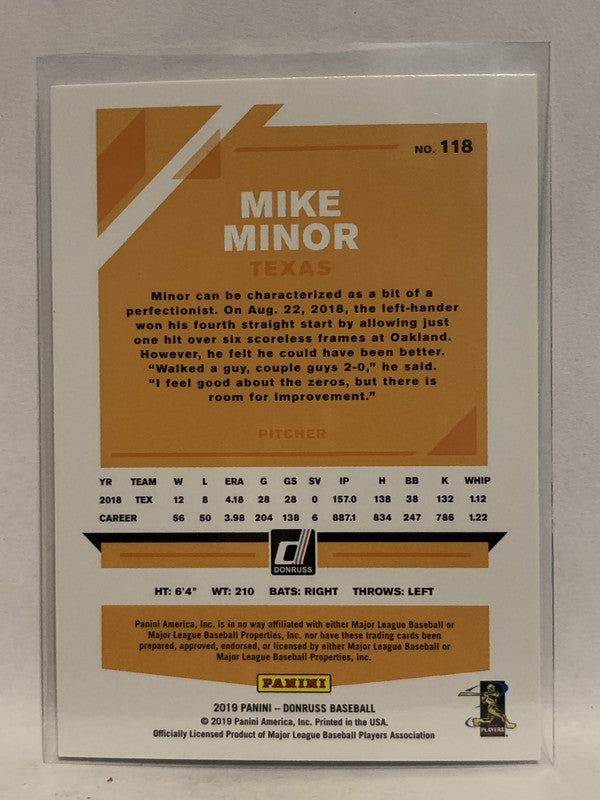 NO. 118
MIKE
MINOR
TEXAS
Minor can be characterized as a bit of a
perfectionist. On Aug. 22, 2018, the left-hander
won his fourth straight start by allowing just
one hit over six scoreless frames at Oakland.
However, he felt he could have been better.
“Walked a guy, couple guys 2-0,” he said.
“I feel good about the zeros, but there is
room for improvement.”
PITCHER
YR TEAM W L ERA G GS SV IP H BB K WHIP
2018 TEX 12 8 4.18 28 28 0 157.0 138 38 132 1.12
CAREER 56 50 3.98 204 138 6 887.1 834 247 786 1.22
d
DONRUSS
HT: 6'4" WT: 210 BATS: RIGHT THROWS: LEFT
Panini America, Inc. is in no way affiliated with either Major League Baseball or
Major League Baseball Properties, Inc. nor have these trading cards been
prepared, approved, endorsed, or licensed by either Major League Baseball or
Major League Baseball Properties, Inc.
PANINI
2019 PANINI – DONRUSS BASEBALL
© 2019 Panini America, Inc. Printed in the USA.
Officially Licensed Product of Major League Baseball Players Association
PLAYERS